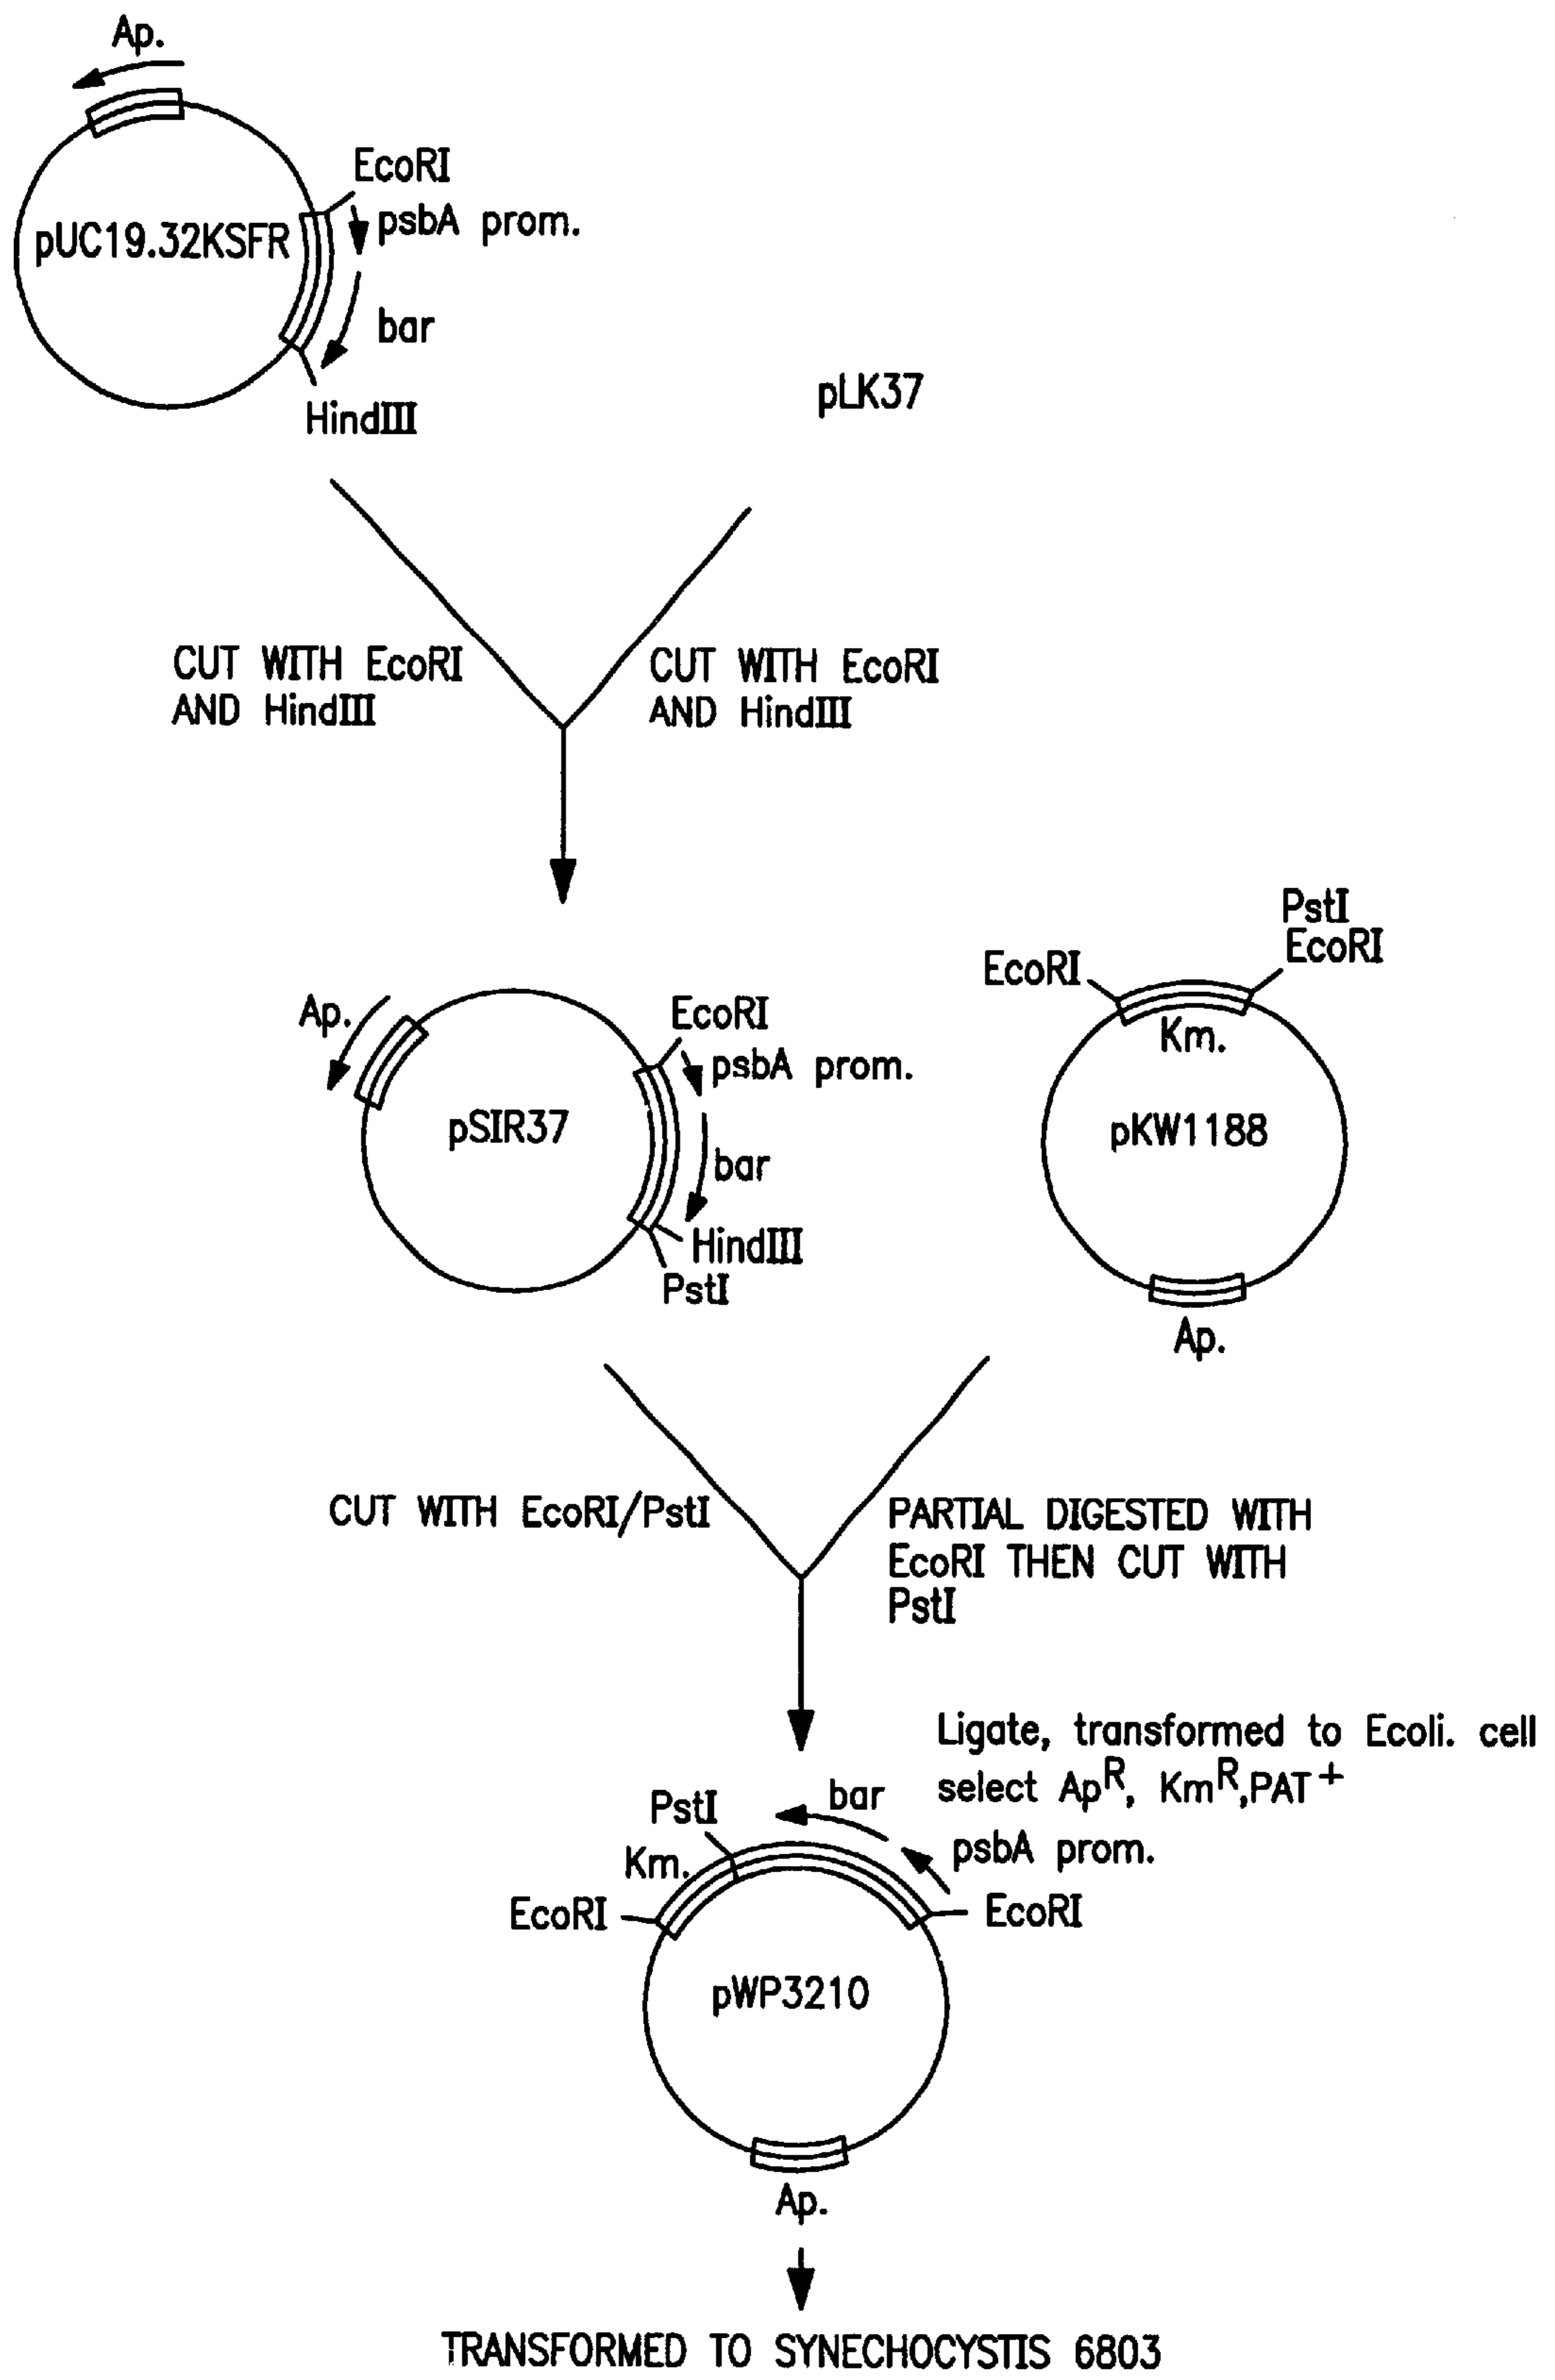 Ap.
EcoRI
psbA prom.
pUC19.32KSFR
bar
HindIII
pLK37
CUT WITH EcoRI
AND HindIII
CUT WITH EcoRI
AND HindIII
PstI
EcoRI
EcoRI
Km.
pKW1188
Ap.
Ap.
EcoRI
psbA prom.
pSIR37
bar
HindIII
PstI
CUT WITH EcoRI/PstI
PARTIAL DIGESTED WITH
EcoRI THEN CUT WITH
PstI
Ligate, transformed to Ecoli. cell
select Ap^R, Km^R,PAT^+
bar
PstI
psbA prom.
Km.
EcoRI
EcoRI
pWP3210
Ap.
TRANSFORMED TO SYNECHOCYSTIS 6803